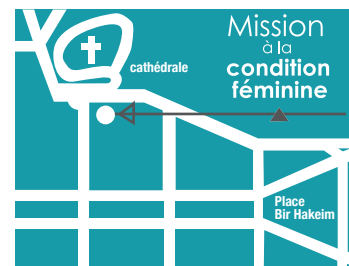 Mission
à la
condition
féminine
cathédrale
Place
Bir Hakeim